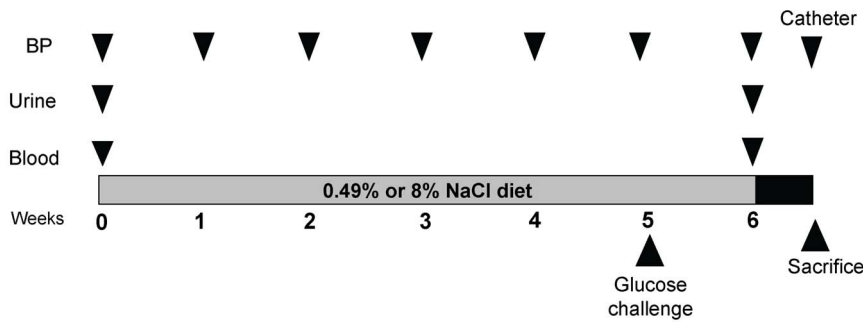 Catheter
BP
Urine
Blood
0.49% or 8% NaCl diet
Weeks 0 1 2 3 4 5 6
Glucose
challenge
Sacrifice